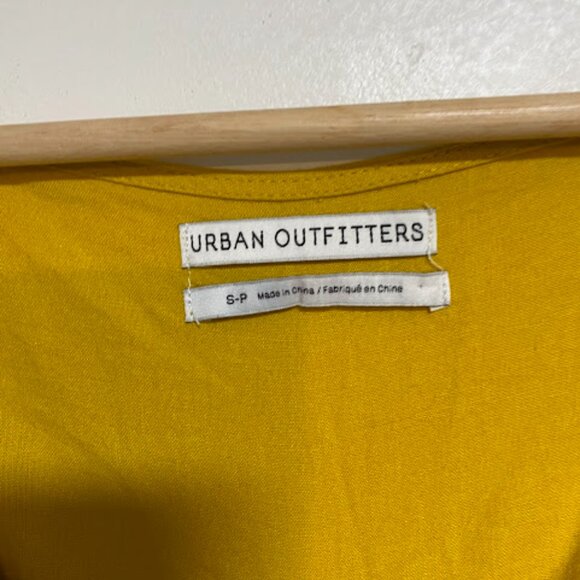 URBAN OUTFITTERS
S-P Made in China / Fabriqué en Chine